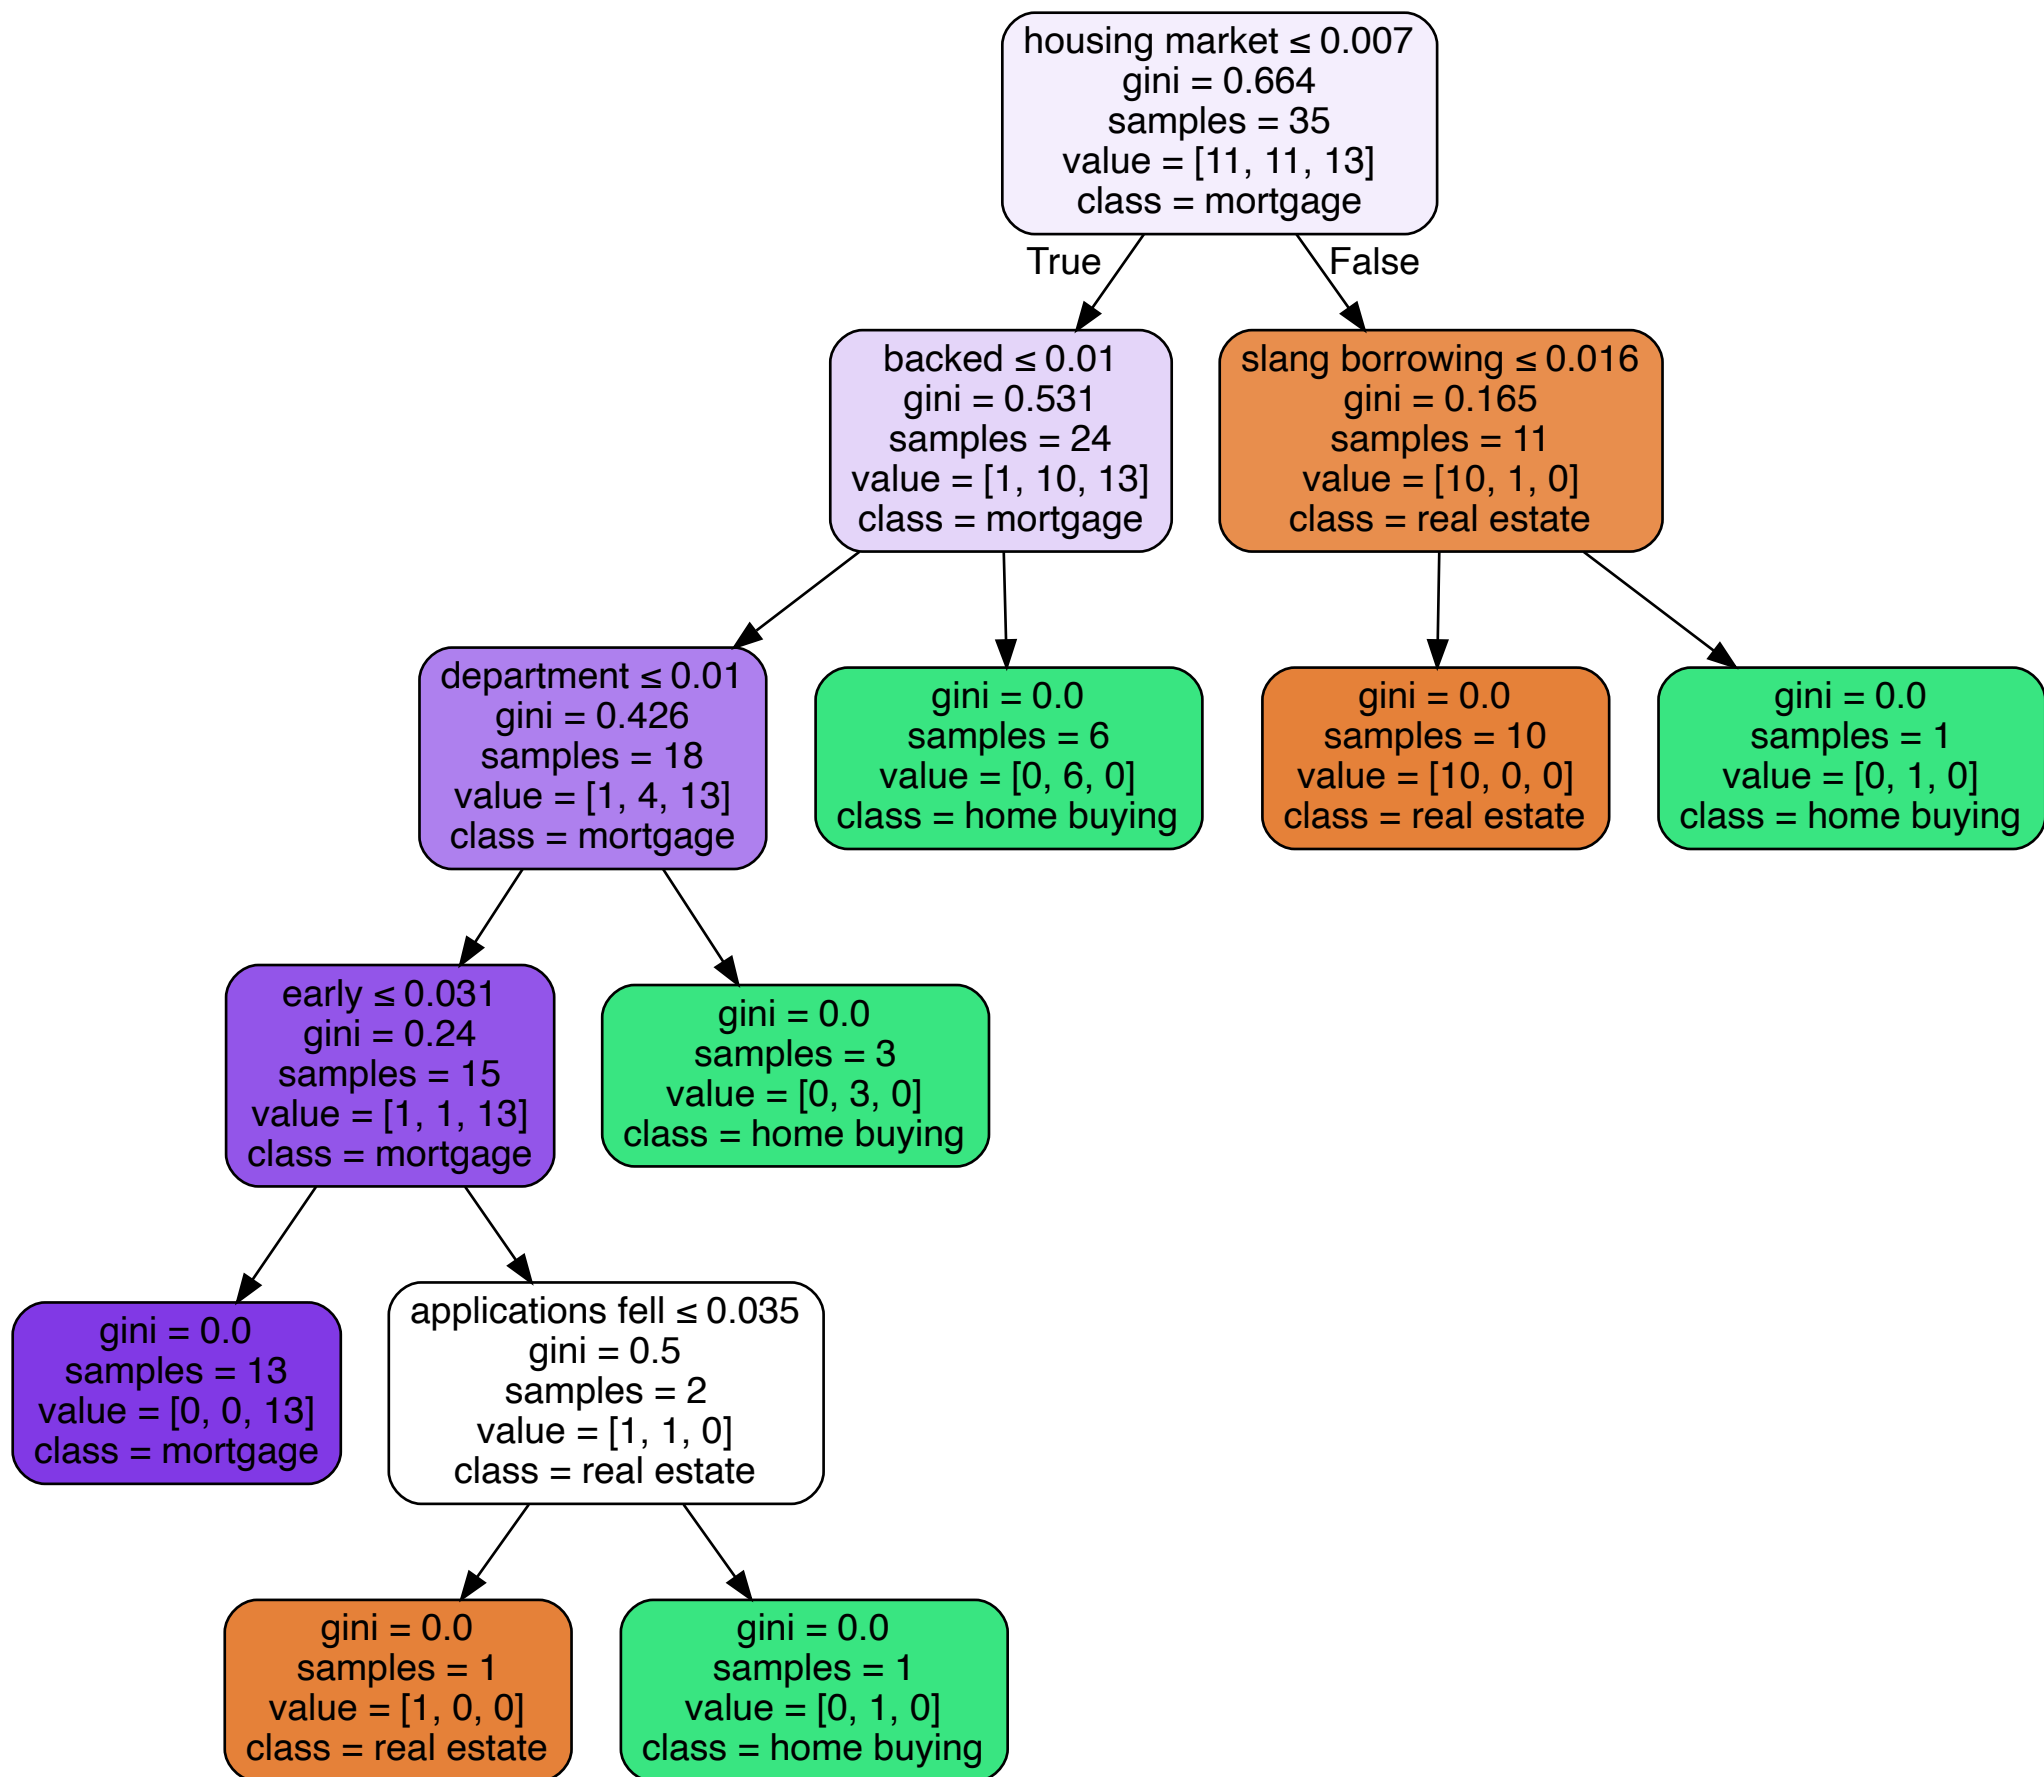 housing market ≤ 0.007
gini = 0.664
samples = 35
value = [11, 11, 13]
class = mortgage
True
False
backed ≤ 0.01
gini = 0.531
samples = 24
value = [1, 10, 13]
class = mortgage
slang borrowing ≤ 0.016
gini = 0.165
samples = 11
value = [10, 1, 0]
class = real estate
department ≤ 0.01
gini = 0.426
samples = 18
value = [1, 4, 13]
class = mortgage
gini = 0.0
samples = 6
value = [0, 6, 0]
class = home buying
gini = 0.0
samples = 10
value = [10, 0, 0]
class = real estate
gini = 0.0
samples = 1
value = [0, 1, 0]
class = home buying
early ≤ 0.031
gini = 0.24
samples = 15
value = [1, 1, 13]
class = mortgage
gini = 0.0
samples = 3
value = [0, 3, 0]
class = home buying
gini = 0.0
samples = 13
value = [0, 0, 13]
class = mortgage
applications fell ≤ 0.035
gini = 0.5
samples = 2
value = [1, 1, 0]
class = real estate
gini = 0.0
samples = 1
value = [1, 0, 0]
class = real estate
gini = 0.0
samples = 1
value = [0, 1, 0]
class = home buying